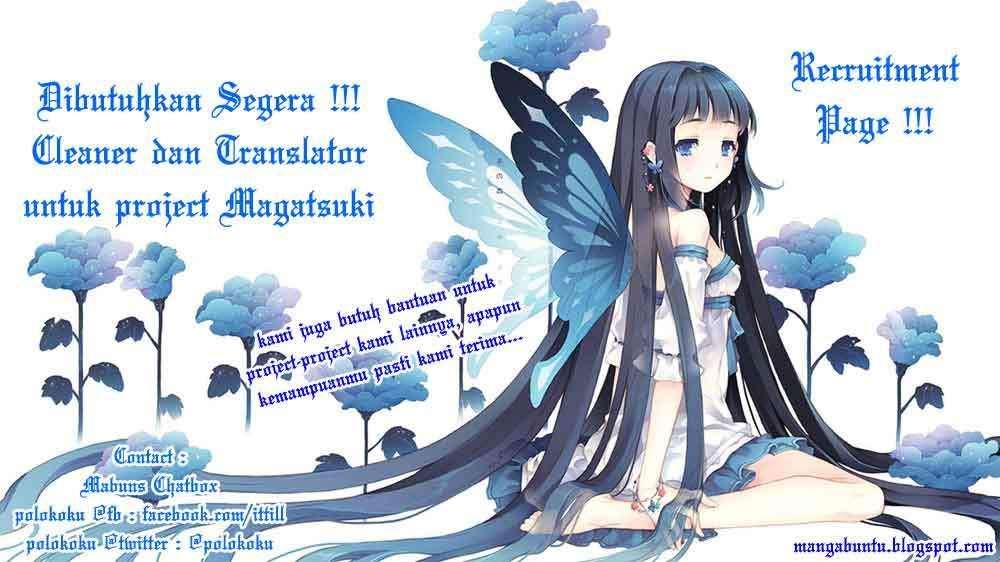 Dibutuhkan Segera !!!
Cleaner dan Translator
untuk project Magatsuki
Recruitment
Page !!!
kami juga butuh bantuan untuk
project-project kami lainnya, apapun
kemampuanmu pasti kami terima...
Contact :
Mabuns Chatbox
polokoku @fb : facebook.com/ittill
polokoku @twitter : @polokoku
mangabuntu.blogspot.com